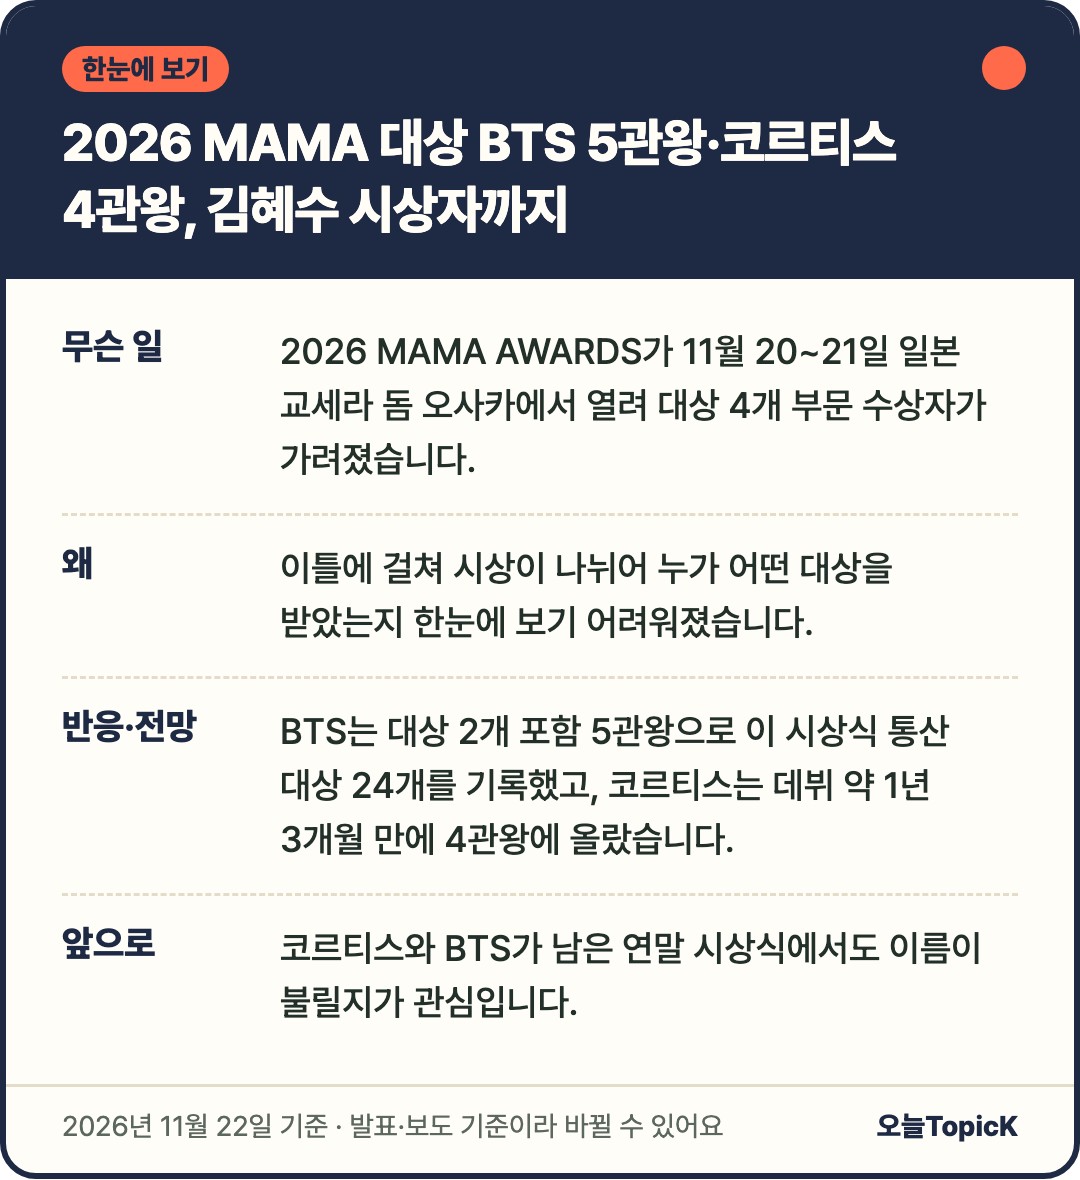 한눈에 보기
2026 MAMA 대상 BTS 5관왕·코르티스
4관왕, 김혜수 시상자까지
무슨 일
2026 MAMA AWARDS가 11월 20~21일 일본
교세라 돔 오사카에서 열려 대상 4개 부문 수상자가
가려졌습니다.
왜
이틀에 걸쳐 시상이 나뉘어 누가 어떤 대상을
받았는지 한눈에 보기 어려워졌습니다.
반응·전망
BTS는 대상 2개 포함 5관왕으로 이 시상식 통산
대상 24개를 기록했고, 코르티스는 데뷔 약 1년
3개월 만에 4관왕에 올랐습니다.
앞으로
코르티스와 BTS가 남은 연말 시상식에서도 이름이
불릴지가 관심입니다.
2026년 11월 22일 기준 · 발표·보도 기준이라 바뀔 수 있어요
오늘TopicK